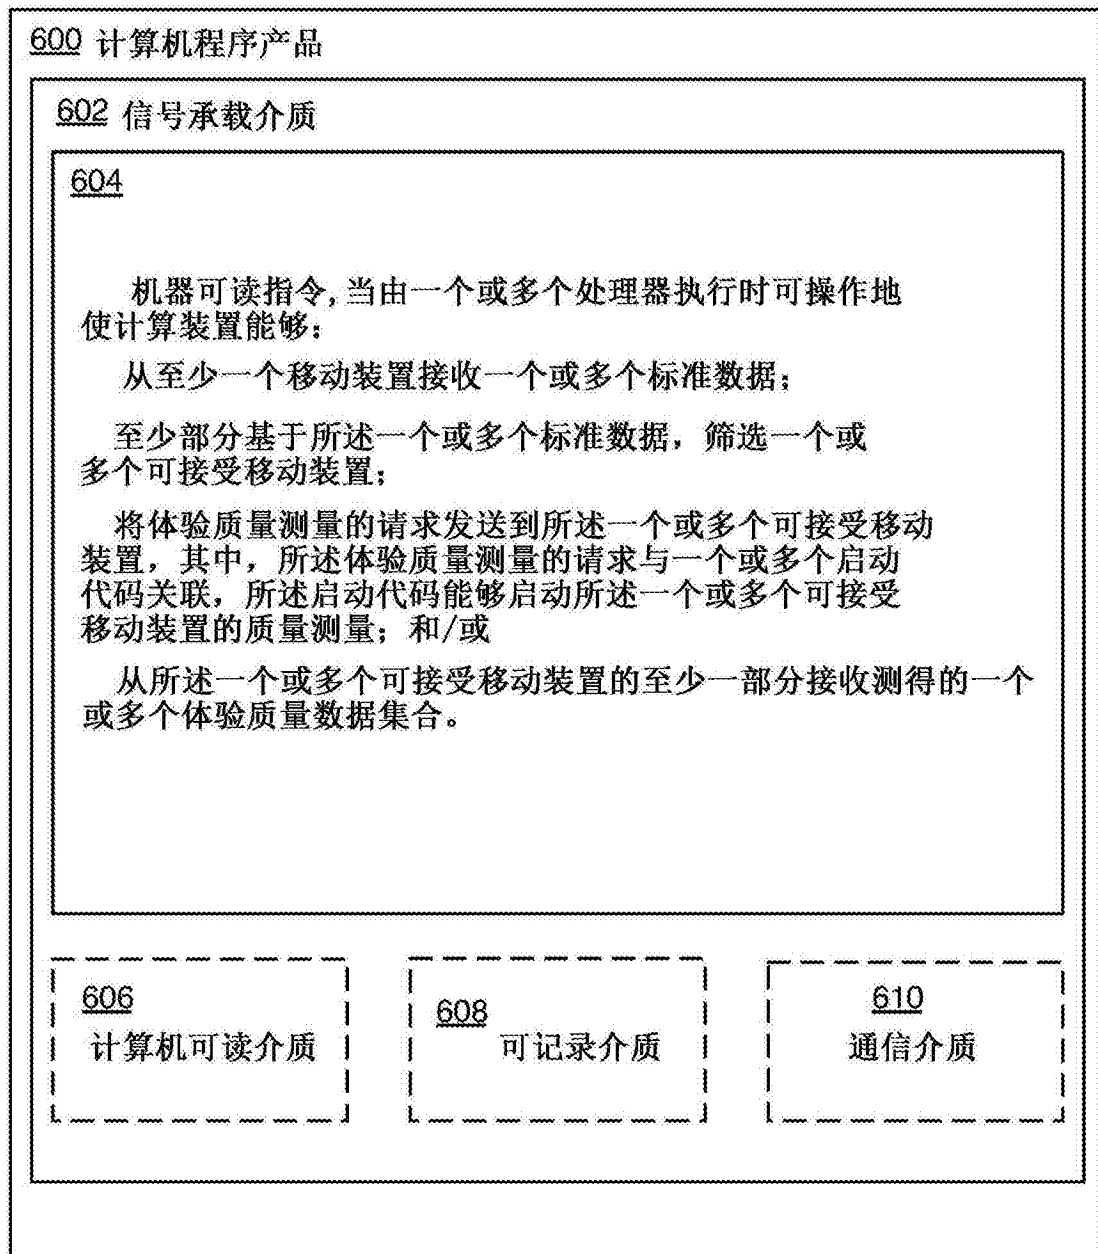 600 计算机程序产品
602 信号承载介质
604
机器可读指令,当由一个或多个处理器执行时可操作地
使计算装置能够：
从至少一个移动装置接收一个或多个标准数据；
至少部分基于所述一个或多个标准数据，筛选一个或
多个可接受移动装置；
将体验质量测量的请求发送到所述一个或多个可接受移动
装置，其中，所述体验质量测量的请求与一个或多个启动
代码关联，所述启动代码能够启动所述一个或多个可接受
移动装置的质量测量；和/或
从所述一个或多个可接受移动装置的至少一部分接收测得的一个
或多个体验质量数据集合。
606
计算机可读介质
608
可记录介质
610
通信介质